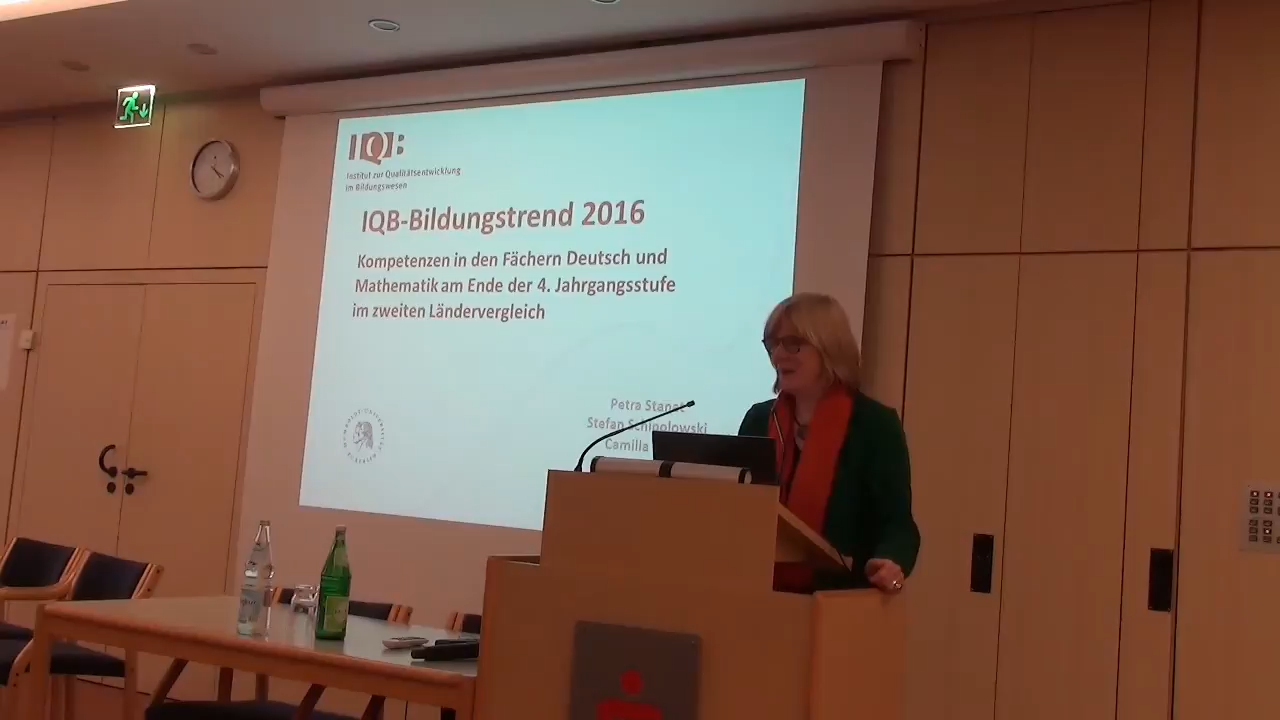 IQB
Institut zur Qualitätsentwicklung
im Bildungswesen
IQB-Bildungstrend 2016
Kompetenzen in den Fächern Deutsch und
Mathematik am Ende der 4. Jahrgangsstufe
im zweiten Ländervergleich
Petra Stanat
Stefan Schipolowski
Camilla